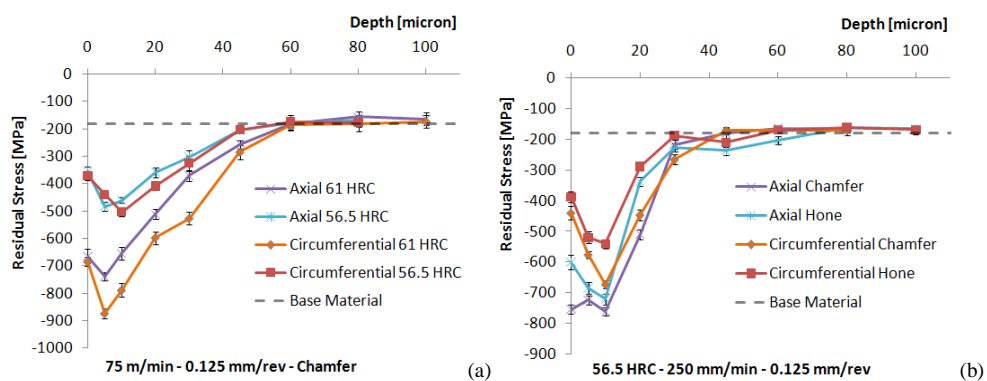 Depth [micron]
0 20 40 60 80 100
0
-100
-200
-300
-400
-500
-600
-700
-800
-900
-1000
Residual Stress [MPa]
Axial 61 HRC
Axial 56.5 HRC
Circumferential 61 HRC
Circumferential 56.5 HRC
Base Material
75 m/min - 0.125 mm/rev - Chamfer
(a)
Depth [micron]
0 20 40 60 80 100
0
-100
-200
-300
-400
-500
-600
-700
-800
-900
Residual Stress [MPa]
Axial Chamfer
Axial Hone
Circumferential Chamfer
Circumferential Hone
Base Material
56.5 HRC - 250 mm/min - 0.125 mm/rev
(b)